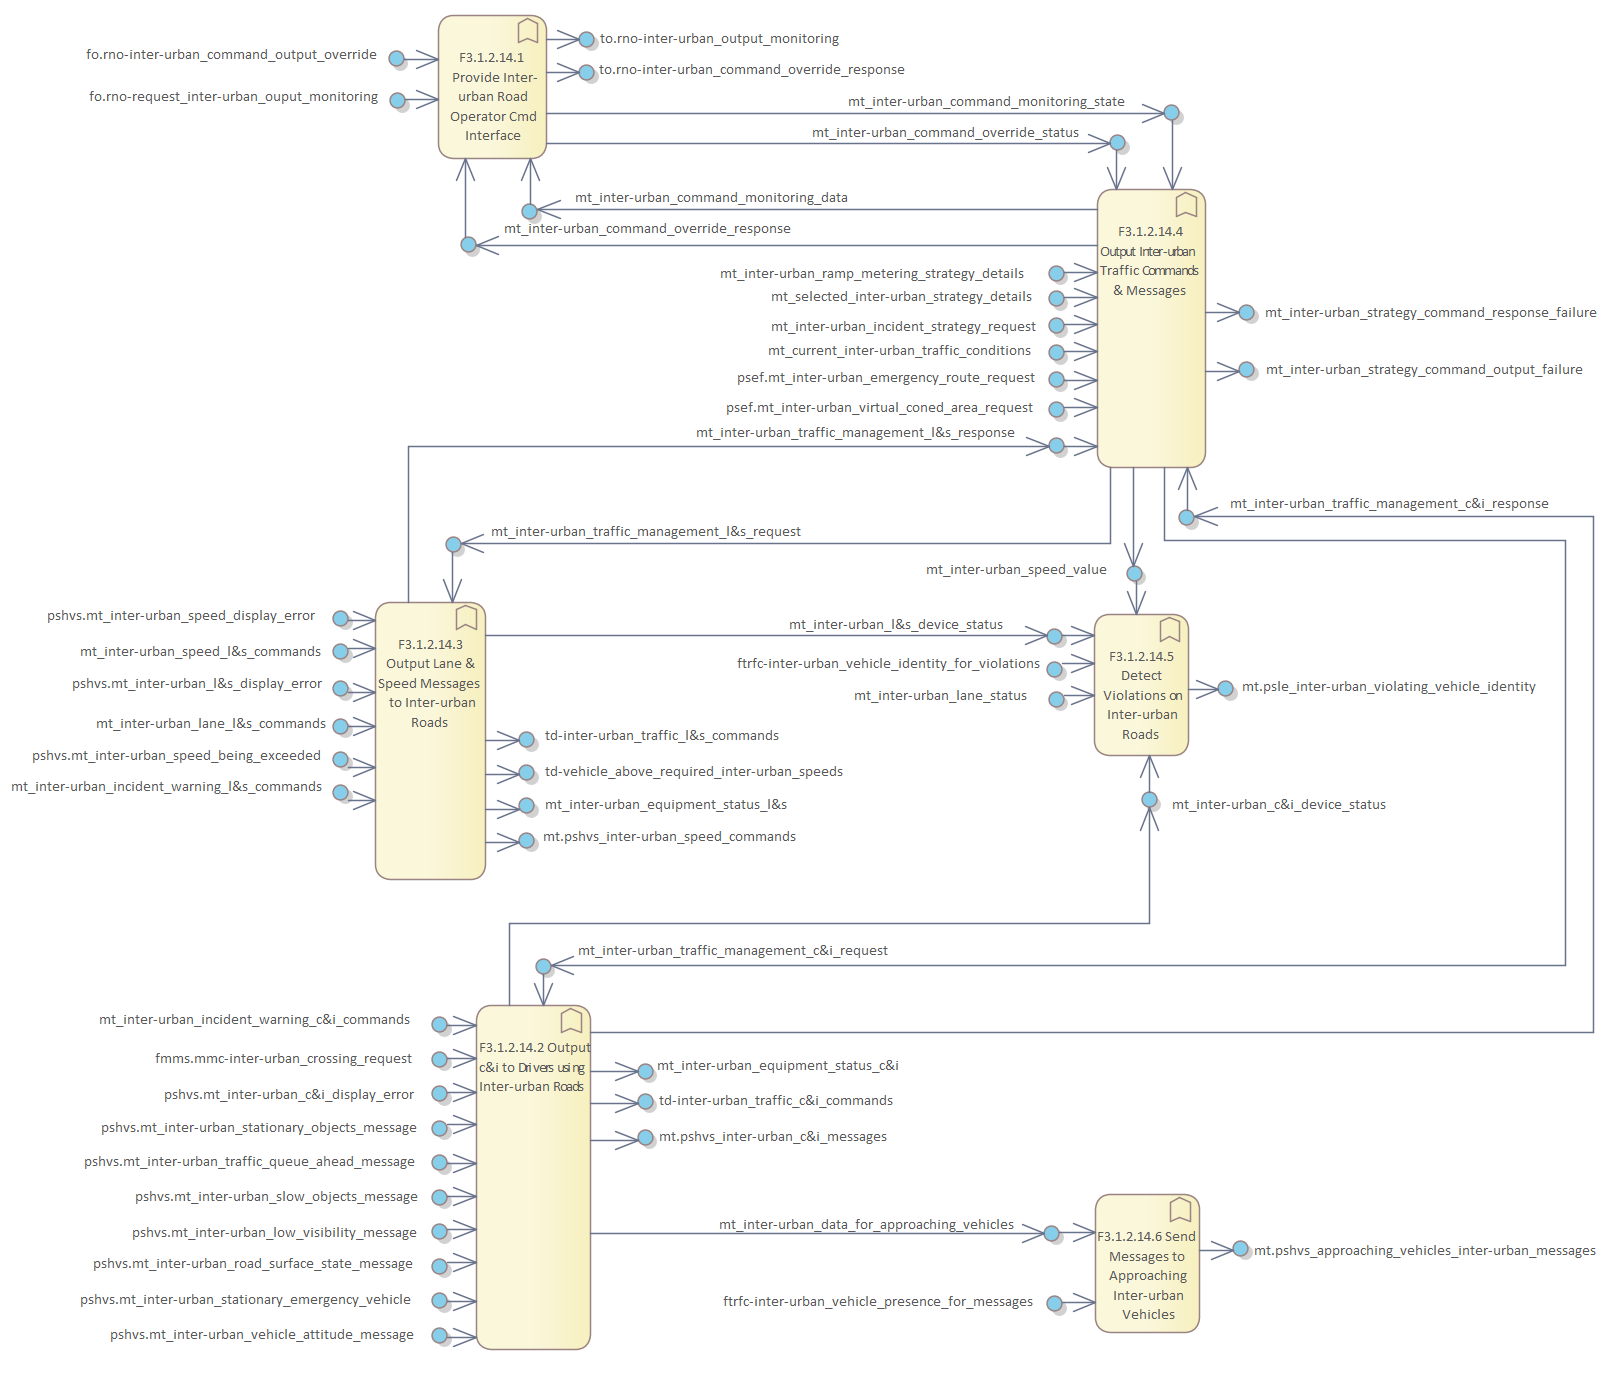 fo.rno-inter-urban_command_output_override
fo.rno-request_inter-urban_ouput_monitoring
F3.1.2.14.1
Provide Inter-
urban Road
Operator Cmd
Interface
to.rno-inter-urban_output_monitoring
to.rno-inter-urban_command_override_response
mt_inter-urban_command_monitoring_state
mt_inter-urban_command_override_status
mt_inter-urban_command_monitoring_data
mt_inter-urban_command_override_response
F3.1.2.14.4
Output Inter-urban
Traffic Commands
& Messages
mt_inter-urban_ramp_metering_strategy_details
mt_selected_inter-urban_strategy_details
mt_inter-urban_incident_strategy_request
mt_current_inter-urban_traffic_conditions
psef.mt_inter-urban_emergency_route_request
psef.mt_inter-urban_virtual_coned_area_request
mt_inter-urban_traffic_management_l&s_response
mt_inter-urban_strategy_command_response_failure
mt_inter-urban_strategy_command_output_failure
mt_inter-urban_traffic_management_c&i_response
mt_inter-urban_traffic_management_l&s_request
mt_inter-urban_speed_value
pshvs.mt_inter-urban_speed_display_error
mt_inter-urban_speed_l&s_commands
pshvs.mt_inter-urban_l&s_display_error
mt_inter-urban_lane_l&s_commands
pshvs.mt_inter-urban_speed_being_exceeded
mt_inter-urban_incident_warning_l&s_commands
F3.1.2.14.3
Output Lane &
Speed Messages
to Inter-urban
Roads
mt_inter-urban_l&s_device_status
ftrfc-inter-urban_vehicle_identity_for_violations
mt_inter-urban_lane_status
F3.1.2.14.5
Detect
Violations on
Inter-urban
Roads
mt.psle_inter-urban_violating_vehicle_identity
td-inter-urban_traffic_l&s_commands
td-vehicle_above_required_inter-urban_speeds
mt_inter-urban_equipment_status_l&s
mt.pshvs_inter-urban_speed_commands
mt_inter-urban_c&i_device_status
mt_inter-urban_traffic_management_c&i_request
mt_inter-urban_incident_warning_c&i_commands
fmms.mmc-inter-urban_crossing_request
pshvs.mt_inter-urban_c&i_display_error
pshvs.mt_inter-urban_stationary_objects_message
pshvs.mt_inter-urban_traffic_queue_ahead_message
pshvs.mt_inter-urban_slow_objects_message
pshvs.mt_inter-urban_low_visibility_message
pshvs.mt_inter-urban_road_surface_state_message
pshvs.mt_inter-urban_stationary_emergency_vehicle
pshvs.mt_inter-urban_vehicle_attitude_message
F3.1.2.14.2 Output
c&i to Drivers using
Inter-urban Roads
mt_inter-urban_equipment_status_c&i
td-inter-urban_traffic_c&i_commands
mt.pshvs_inter-urban_c&i_messages
mt_inter-urban_data_for_approaching_vehicles
ftrfc-inter-urban_vehicle_presence_for_messages
F3.1.2.14.6 Send
Messages to
Approaching
Inter-urban
Vehicles
mt.pshvs_approaching_vehicles_inter-urban_messages